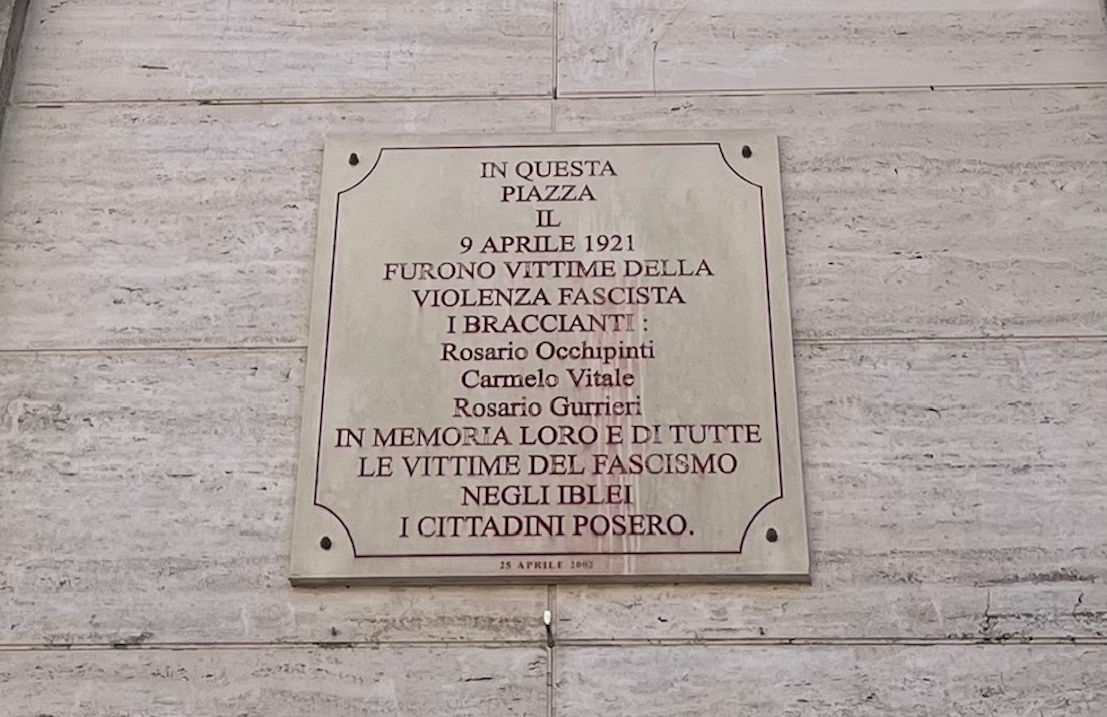 IN QUESTA
PIAZZA
IL
9 APRILE 1921
FURONO VITTIME DELLA
VIOLENZA FASCISTA
I BRACCIANTI :
Rosario Occhipinti
Carmelo Vitale
Rosario Gurrieri
IN MEMORIA LORO E DI TUTTE
LE VITTIME DEL FASCISMO
NEGLI IBLEI
I CITTADINI POSERO.
25 APRILE 2002